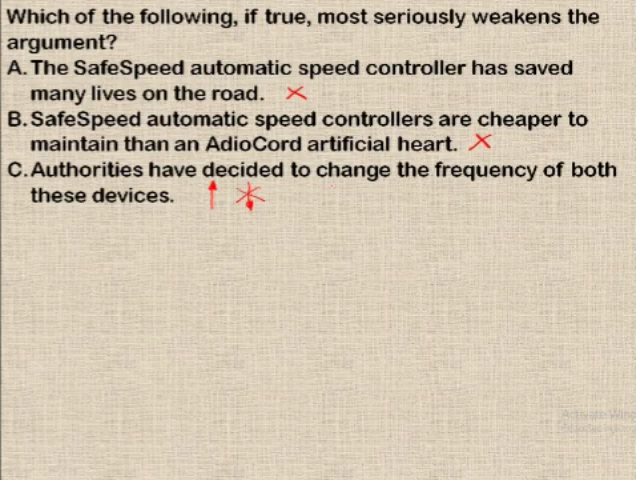 Which of the following, if true, most seriously weakens the
argument?
A. The SafeSpeed automatic speed controller has saved
many lives on the road.
B. SafeSpeed automatic speed controllers are cheaper to
maintain than an AdioCord artificial heart.
C. Authorities have decided to change the frequency of both
these devices.